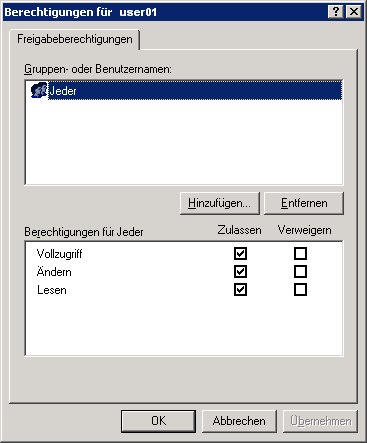 Berechtigungen für user01
Freigabeberechtigungen
Gruppen- oder Benutzernamen:
Jeder
Hinzufügen... Entfernen
Berechtigungen für Jeder Zulassen Verweigern
Vollzugriff
Ändern
Lesen
OK Abbrechen Übernehmen